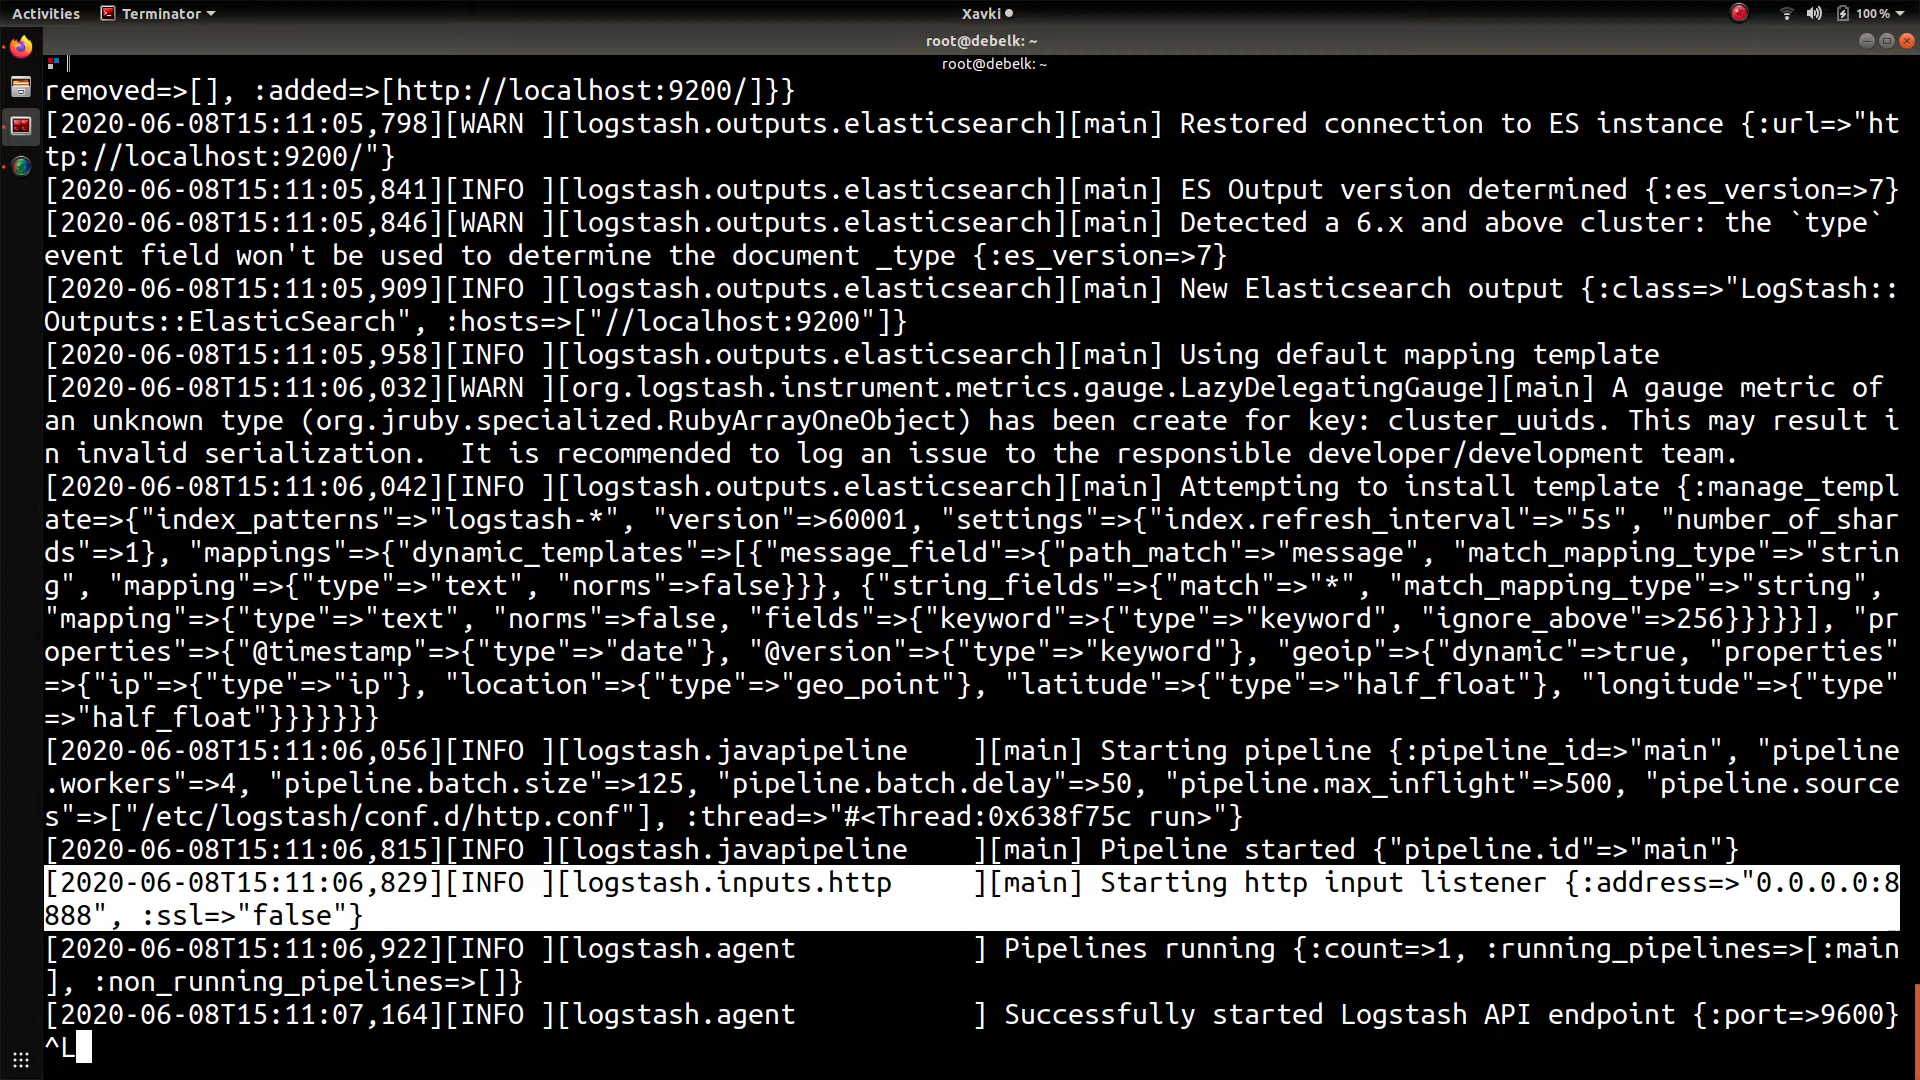 Activities Terminator Xavki 100 %
root@debelk: ~
root@debelk: ~
removed=>[], :added=>[http://localhost:9200/]}}
[2020-06-08T15:11:05,798][WARN ][logstash.outputs.elasticsearch][main] Restored connection to ES instance {:url=>"ht
tp://localhost:9200/"}
[2020-06-08T15:11:05,841][INFO ][logstash.outputs.elasticsearch][main] ES Output version determined {:es_version=>7}
[2020-06-08T15:11:05,846][WARN ][logstash.outputs.elasticsearch][main] Detected a 6.x and above cluster: the `type`
event field won't be used to determine the document _type {:es_version=>7}
[2020-06-08T15:11:05,909][INFO ][logstash.outputs.elasticsearch][main] New Elasticsearch output {:class=>"LogStash::
Outputs::ElasticSearch", :hosts=>["//localhost:9200"]}
[2020-06-08T15:11:05,958][INFO ][logstash.outputs.elasticsearch][main] Using default mapping template
[2020-06-08T15:11:06,032][WARN ][org.logstash.instrument.metrics.gauge.LazyDelegatingGauge][main] A gauge metric of
an unknown type (org.jruby.specialized.RubyArrayOneObject) has been create for key: cluster_uuids. This may result i
n invalid serialization.  It is recommended to log an issue to the responsible developer/development team.
[2020-06-08T15:11:06,042][INFO ][logstash.outputs.elasticsearch][main] Attempting to install template {:manage_templ
ate=>{"index_patterns"=>"logstash-*", "version"=>60001, "settings"=>{"index.refresh_interval"=>"5s", "number_of_shar
ds"=>1}, "mappings"=>{"dynamic_templates"=>[{"message_field"=>{"path_match"=>"message", "match_mapping_type"=>"strin
g", "mapping"=>{"type"=>"text", "norms"=>false}}}, {"string_fields"=>{"match"=>"*", "match_mapping_type"=>"string",
"mapping"=>{"type"=>"text", "norms"=>false, "fields"=>{"keyword"=>{"type"=>"keyword", "ignore_above"=>256}}}}}], "pr
operties"=>{"@timestamp"=>{"type"=>"date"}, "@version"=>{"type"=>"keyword"}, "geoip"=>{"dynamic"=>true, "properties"
=>{"ip"=>{"type"=>"ip"}, "location"=>{"type"=>"geo_point"}, "latitude"=>{"type"=>"half_float"}, "longitude"=>{"type"
=>"half_float"}}}}}}}
[2020-06-08T15:11:06,056][INFO ][logstash.javapipeline    ][main] Starting pipeline {:pipeline_id=>"main", "pipeline
.workers"=>4, "pipeline.batch.size"=>125, "pipeline.batch.delay"=>50, "pipeline.max_inflight"=>500, "pipeline.source
s"=>["/etc/logstash/conf.d/http.conf"], :thread=>"#<Thread:0x638f75c run>"}
[2020-06-08T15:11:06,815][INFO ][logstash.javapipeline    ][main] Pipeline started {"pipeline.id"=>"main"}
[2020-06-08T15:11:06,829][INFO ][logstash.inputs.http     ][main] Starting http input listener {:address=>"0.0.0.0:8
888", :ssl=>"false"}
[2020-06-08T15:11:06,922][INFO ][logstash.agent           ] Pipelines running {:count=>1, :running_pipelines=>[:main
], :non_running_pipelines=>[]}
[2020-06-08T15:11:07,164][INFO ][logstash.agent           ] Successfully started Logstash API endpoint {:port=>9600}
^L